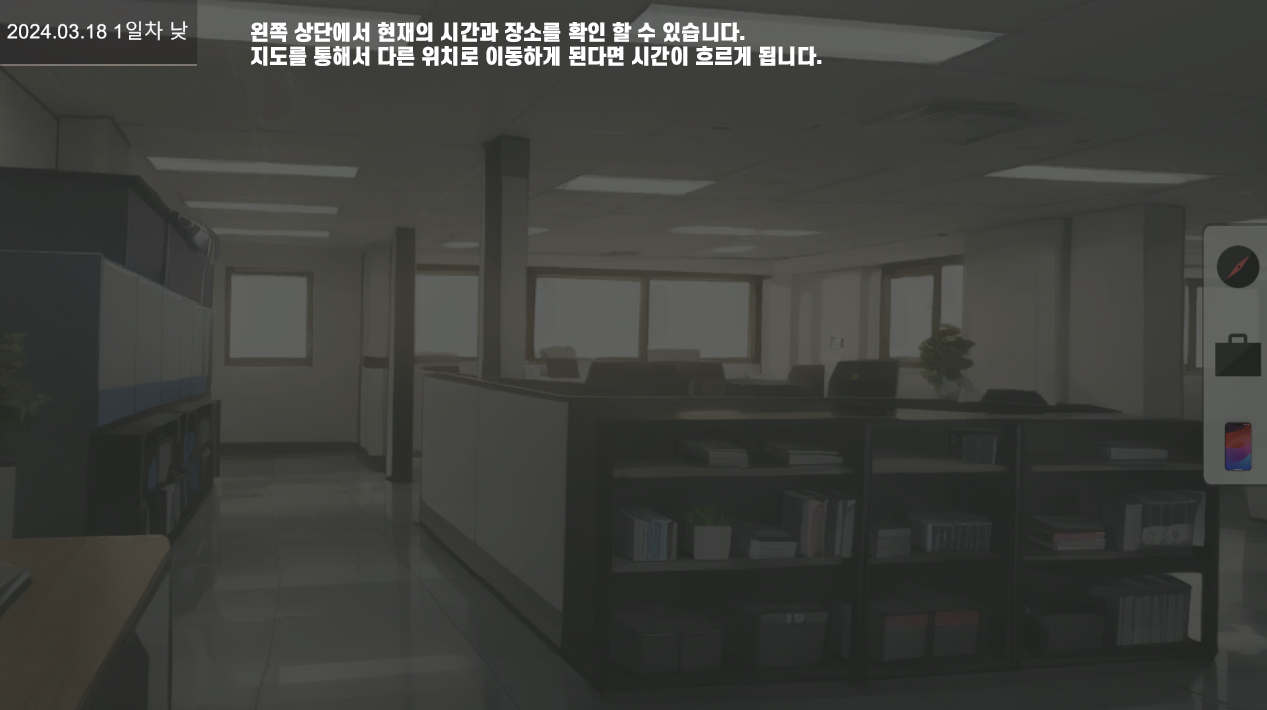 2024.03.18 1일차 낮
왼쪽 상단에서 현재의 시간과 장소를 확인 할 수 있습니다.
지도를 통해서 다른 위치로 이동하게 된다면 시간이 흐르게 됩니다.